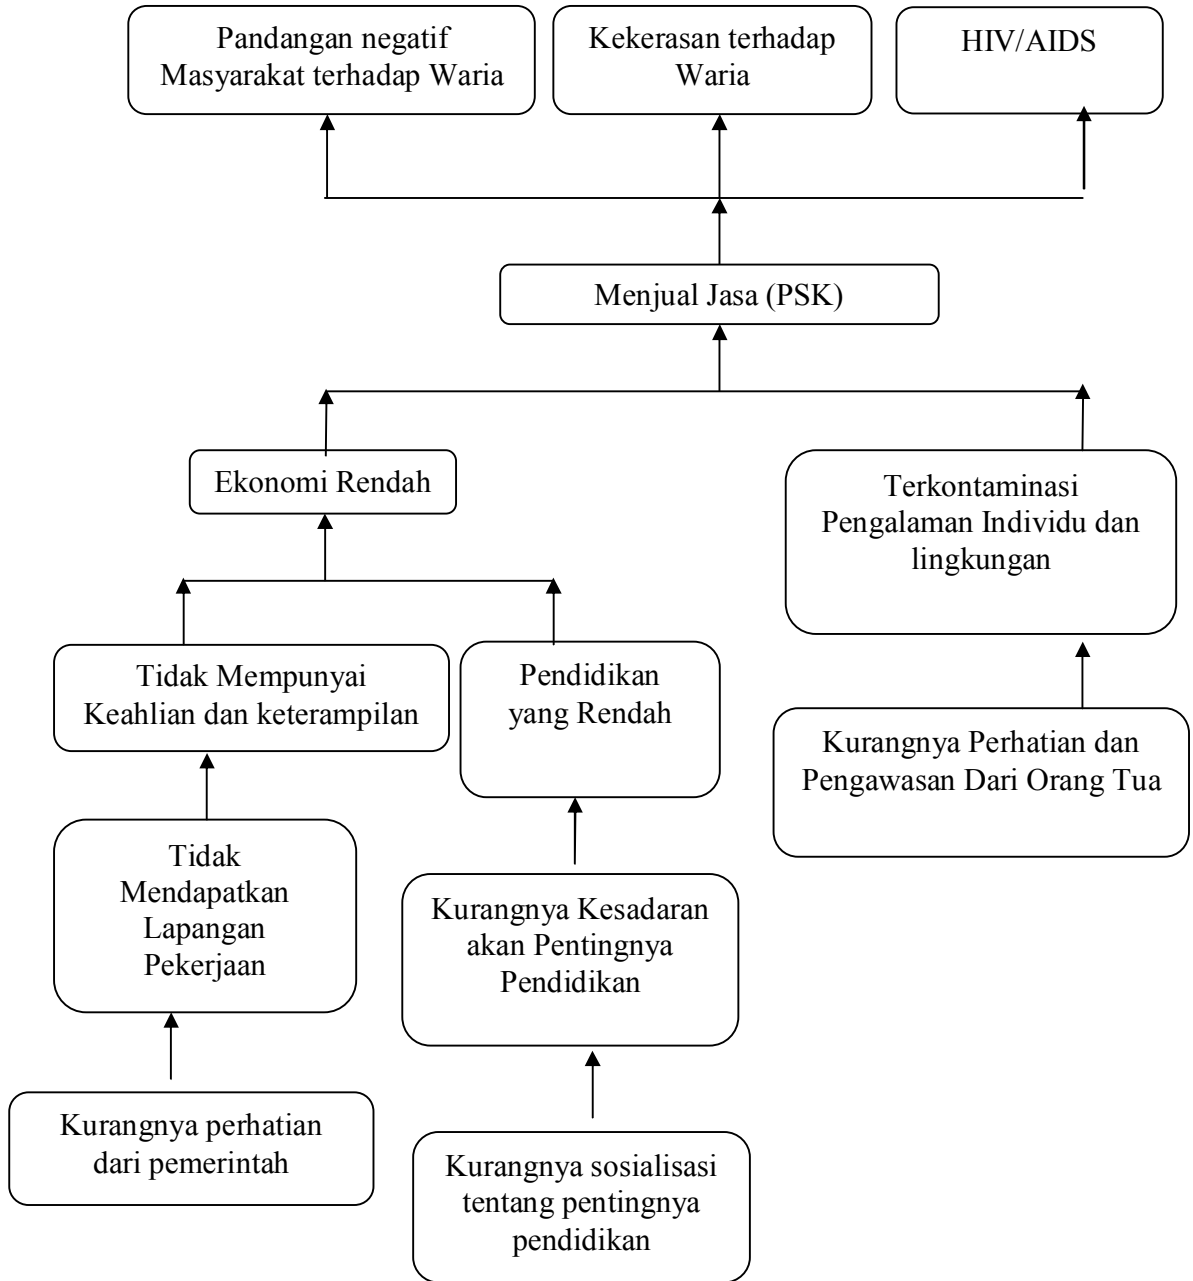 Pandangan negatif
Masyarakat terhadap Waria
Kekerasan terhadap
Waria
HIV/AIDS
Menjual Jasa (PSK)
Ekonomi Rendah
Terkontaminasi
Pengalaman Individu dan
lingkungan
Tidak Mempunyai
Keahlian dan keterampilan
Pendidikan
yang Rendah
Kurangnya Perhatian dan
Pengawasan Dari Orang Tua
Tidak
Mendapatkan
Lapangan
Pekerjaan
Kurangnya Kesadaran
akan Pentingnya
Pendidikan
Kurangnya perhatian
dari pemerintah
Kurangnya sosialisasi
tentang pentingnya
pendidikan